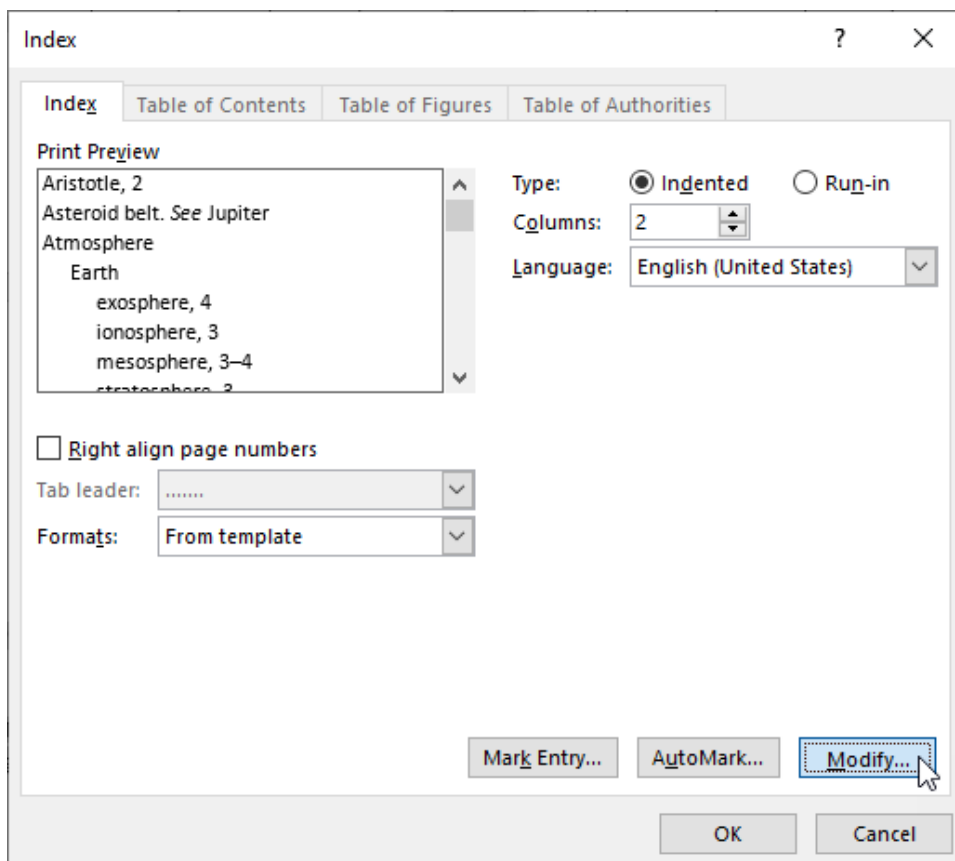 Index ?
Index Table of Contents Table of Figures Table of Authorities
Print Preview
Aristotle, 2
Asteroid belt. See Jupiter
Atmosphere
Earth
exosphere, 4
ionosphere, 3
mesosphere, 3–4
stratosphere, 3
Type: Indented Run-in
Columns: 2
Language: English (United States)
Right align page numbers
Tab leader: .......
Formats: From template
Mark Entry... AutoMark... Modify...
OK Cancel